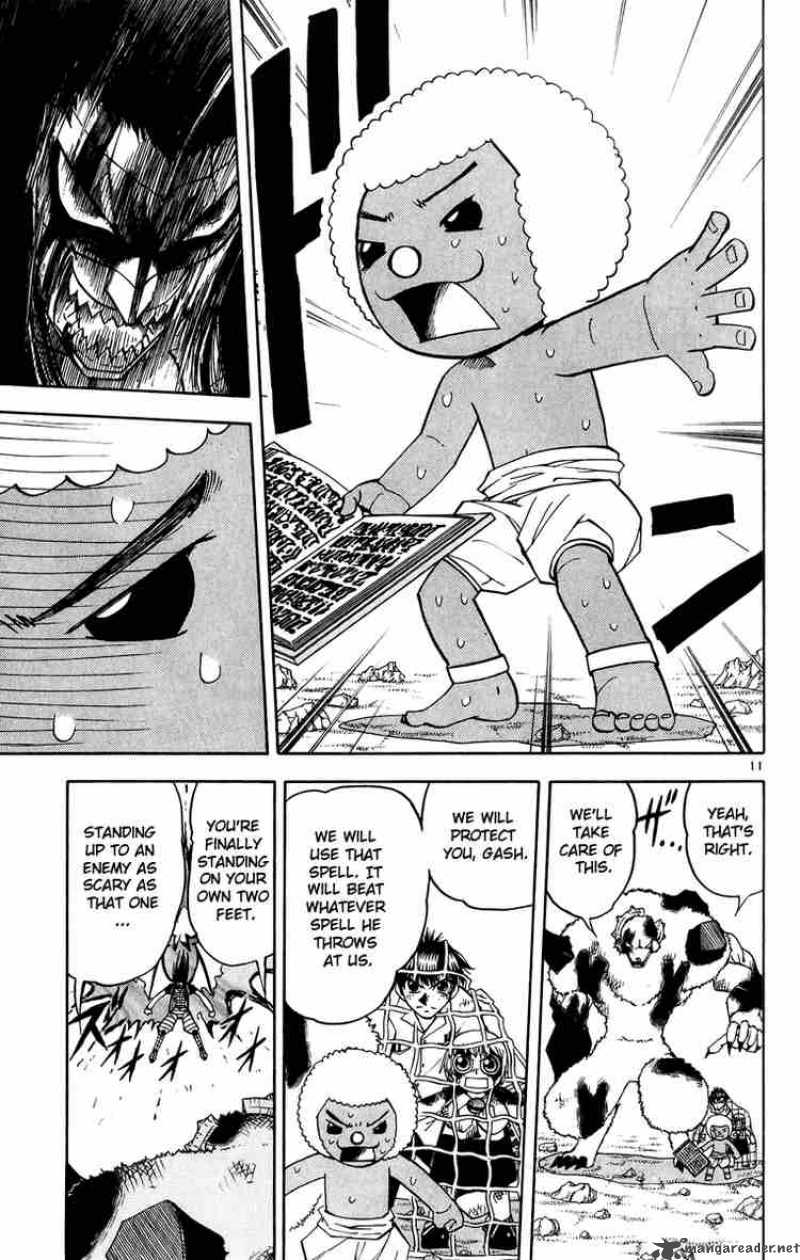 11
YEAH,
THAT'S
RIGHT.
WE'LL
TAKE
CARE OF
THIS.
WE WILL
PROTECT
YOU, GASH.
WE WILL
USE THAT
SPELL. IT
WILL BEAT
WHATEVER
SPELL HE
THROWS
AT US.
YOU'RE
FINALLY
STANDING
ON YOUR
OWN TWO
FEET.
STANDING
UP TO AN
ENEMY AS
SCARY AS
THAT ONE
...
mangareader.net